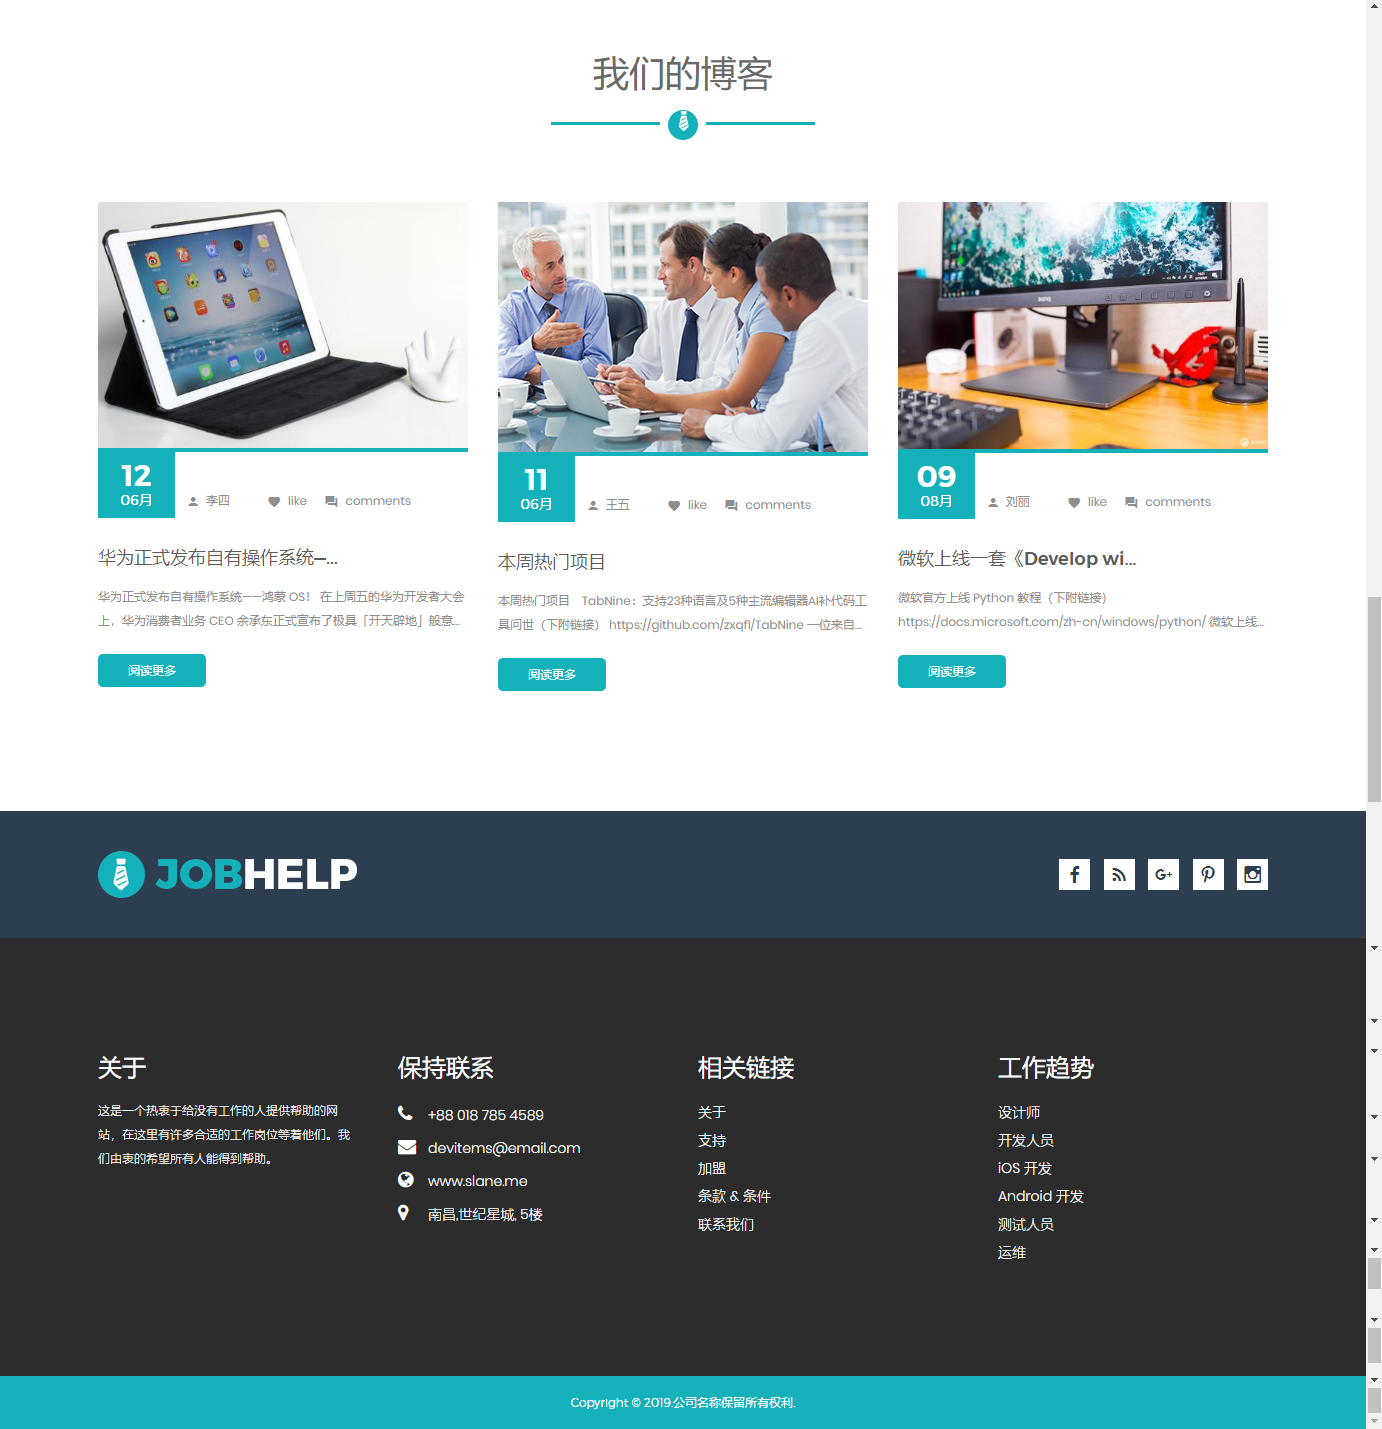 我们的博客
12
06月
李四
like
comments
华为正式发布自有操作系统—...
华为正式发布自有操作系统——鸿蒙 OS！ 在上周五的华为开发者大会
上，华为消费者业务 CEO 余承东正式宣布了极具「开天辟地」般意...
阅读更多
11
06月
王五
like
comments
本周热门项目
本周热门项目 TabNine：支持23种语言及5种主流编辑器AI补代码工
具问世（下附链接） https://github.com/zxqfl/TabNine 一位来自...
阅读更多
BENQ
09
08月
刘丽
like
comments
微软上线一套《Develop wi...
微软官方上线 Python 教程（下附链接）
https://docs.microsoft.com/zh-cn/windows/python/ 微软上线...
阅读更多
JOBHELP
关于
这是一个热衷于给没有工作的人提供帮助的网
站，在这里有许多合适的工作岗位等着他们。我
们由衷的希望所有人能得到帮助。
保持联系
+88 018 785 4589
devitems@email.com
www.slane.me
南昌,世纪星城, 5楼
相关链接
关于
支持
加盟
条款 & 条件
联系我们
工作趋势
设计师
开发人员
iOS 开发
Android 开发
测试人员
运维
Copyright © 2019.公司名称保留所有权利.